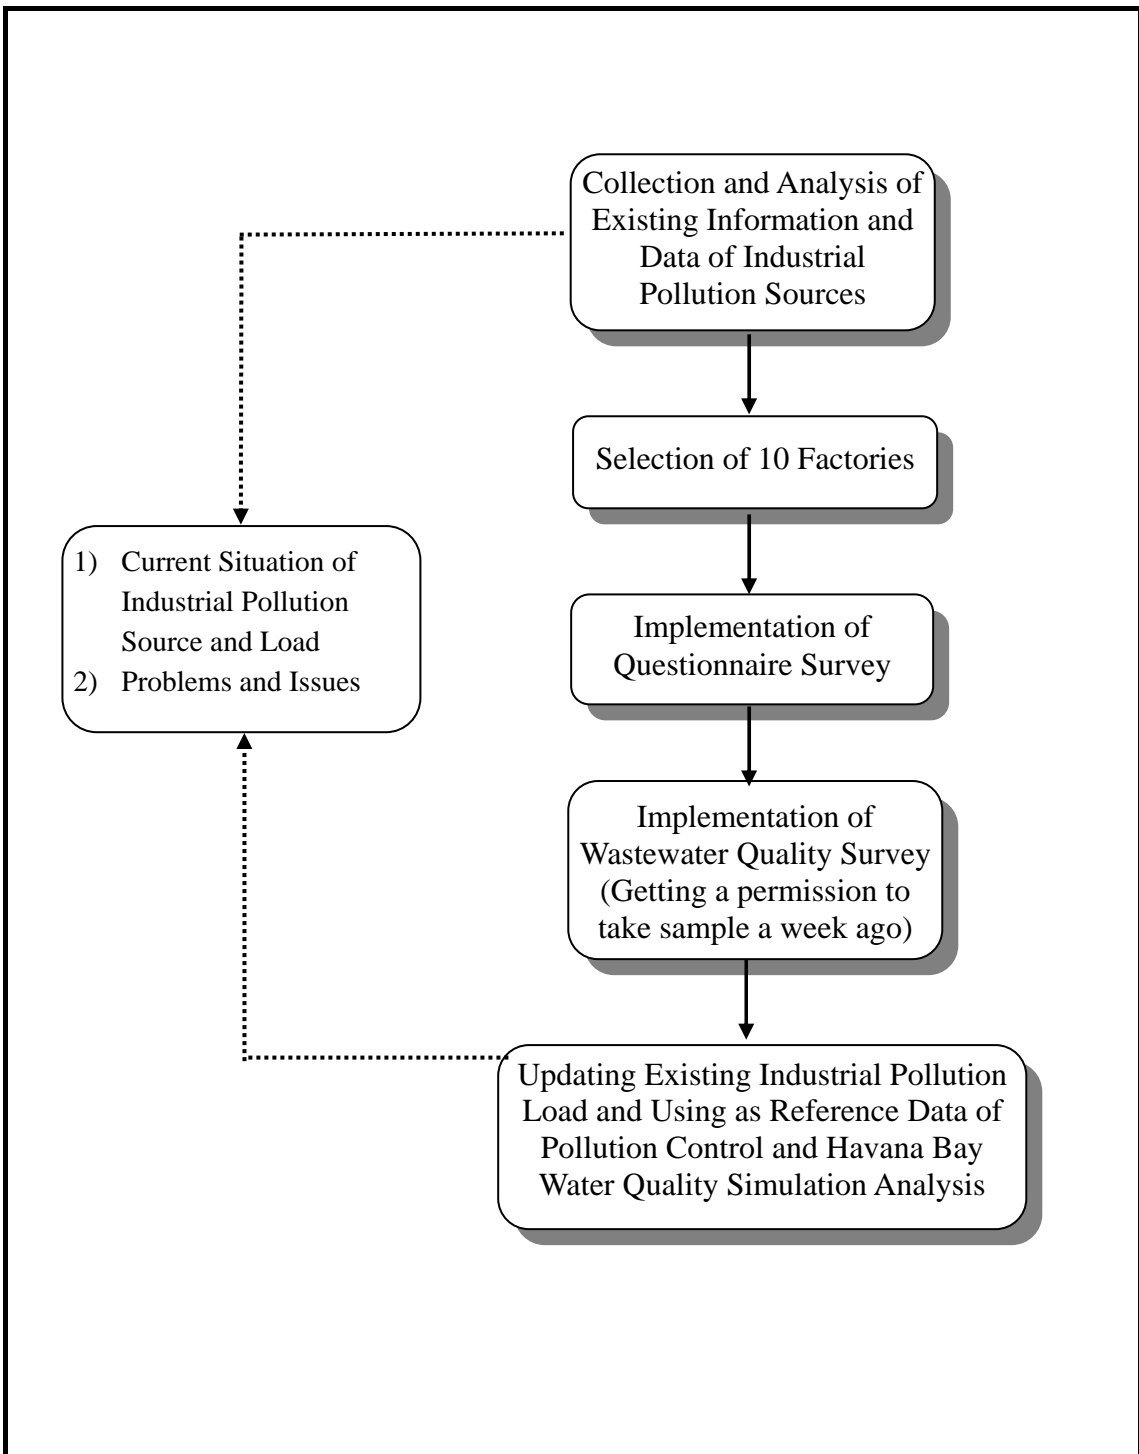 Collection and Analysis of
Existing Information and
Data of Industrial
Pollution Sources
Selection of 10 Factories
1) Current Situation of
Industrial Pollution
Source and Load
2) Problems and Issues
Implementation of
Questionnaire Survey
Implementation of
Wastewater Quality Survey
(Getting a permission to
take sample a week ago)
Updating Existing Industrial Pollution
Load and Using as Reference Data of
Pollution Control and Havana Bay
Water Quality Simulation Analysis